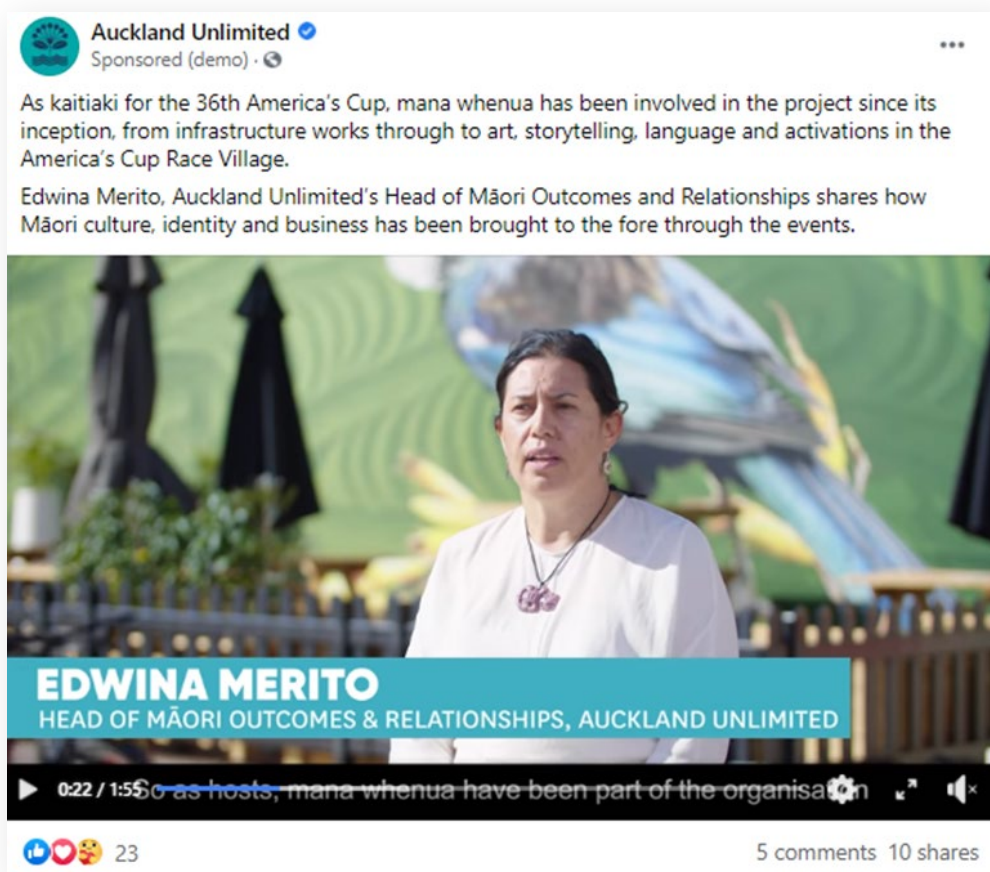 Auckland Unlimited
Sponsored (demo) ·
As kaitiaki for the 36th America's Cup, mana whenua has been involved in the project since its
inception, from infrastructure works through to art, storytelling, language and activations in the
America's Cup Race Village.
Edwina Merito, Auckland Unlimited's Head of Māori Outcomes and Relationships shares how
Māori culture, identity and business has been brought to the fore through the events.
EDWINA MERITO
HEAD OF MĀORI OUTCOMES & RELATIONSHIPS, AUCKLAND UNLIMITED
0:22 / 1:55 So as hosts, mana whenua have been part of the organisation
23 5 comments 10 shares